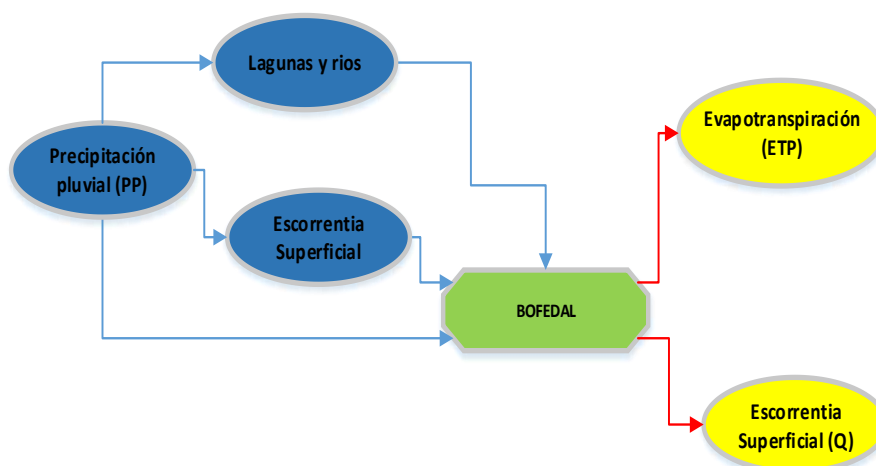 Lagunas y rios
Evapotranspiración
(ETP)
Precipitación
pluvial (PP)
Escorrentia
Superficial
BOFEDAL
Escorrentia
Superficial (Q)